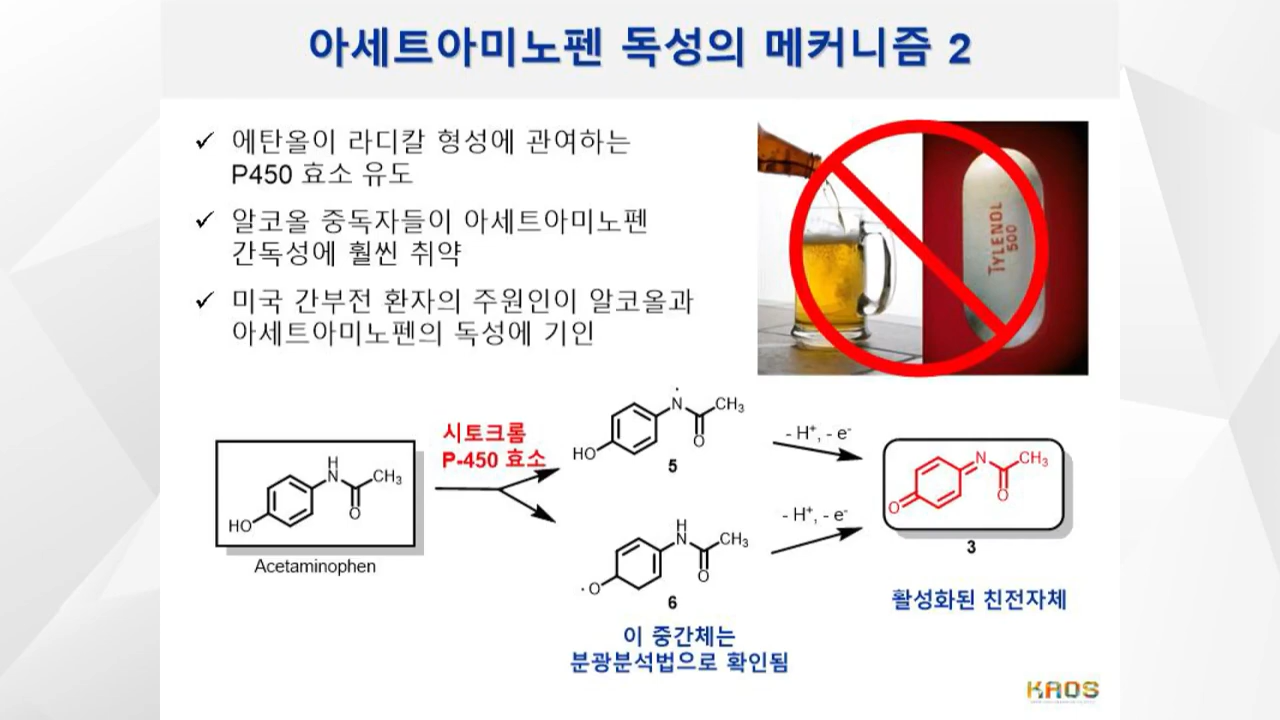 아세트아미노펜 독성의 메커니즘 2
✓ 에탄올이 라디칼 형성에 관여하는
P450 효소 유도
✓ 알코올 중독자들이 아세트아미노펜
간독성에 훨씬 취약
✓ 미국 간부전 환자의 주원인이 알코올과
아세트아미노펜의 독성에 기인
TYLENOL
500
시토크롬
P-450 효소
HO
H
N
CH₃
O
Acetaminophen
HO
·
N
CH₃
O
5
· O
H
N
CH₃
O
6
이 중간체는
분광분석법으로 확인됨
- H⁺, - e⁻
- H⁺, - e⁻
O
N
CH₃
O
3
활성화된 친전자체
KAOS